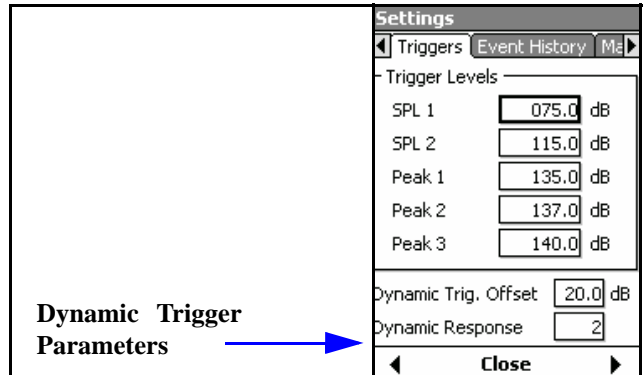 Settings
Triggers Event History Ma
Trigger Levels
SPL 1 075.0 dB
SPL 2 115.0 dB
Peak 1 135.0 dB
Peak 2 137.0 dB
Peak 3 140.0 dB
Dynamic Trig. Offset 20.0 dB
Dynamic Response 2
Close
Dynamic Trigger
Parameters